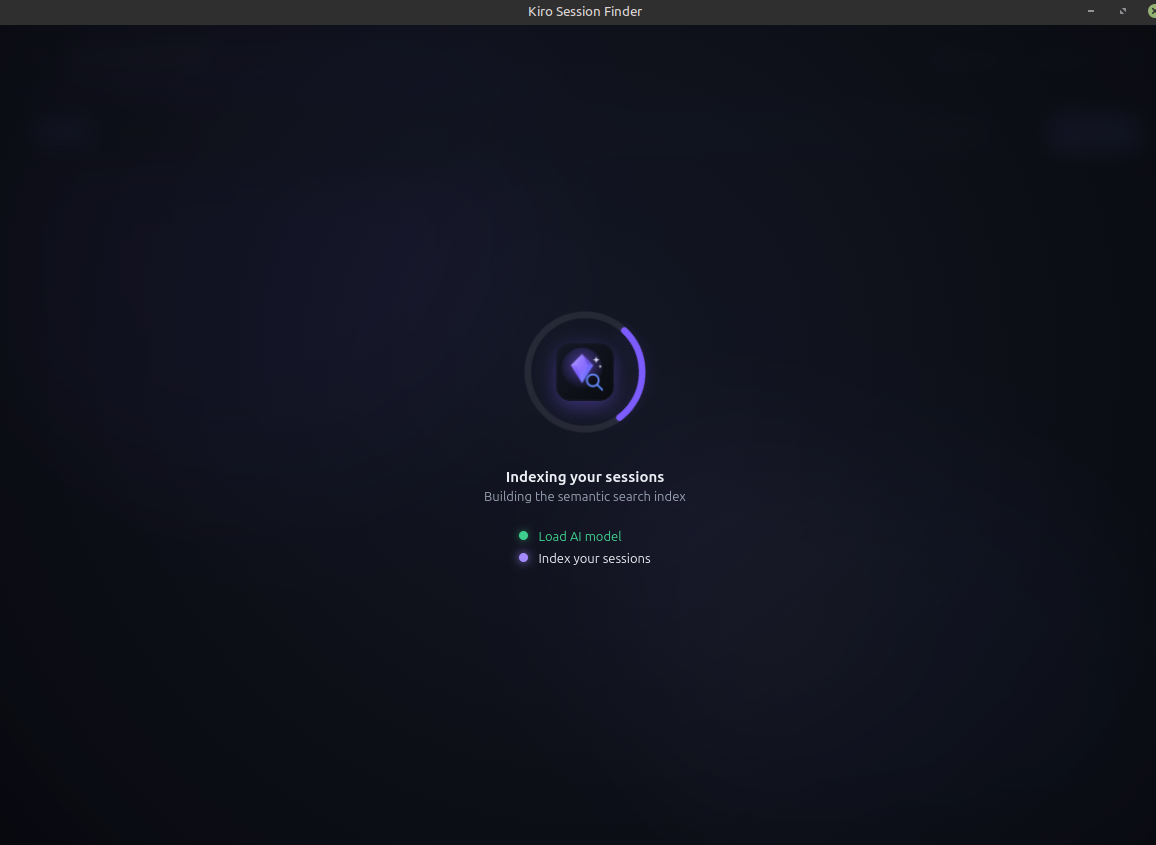 Kiro Session Finder
Indexing your sessions
Building the semantic search index
Load AI model
Index your sessions